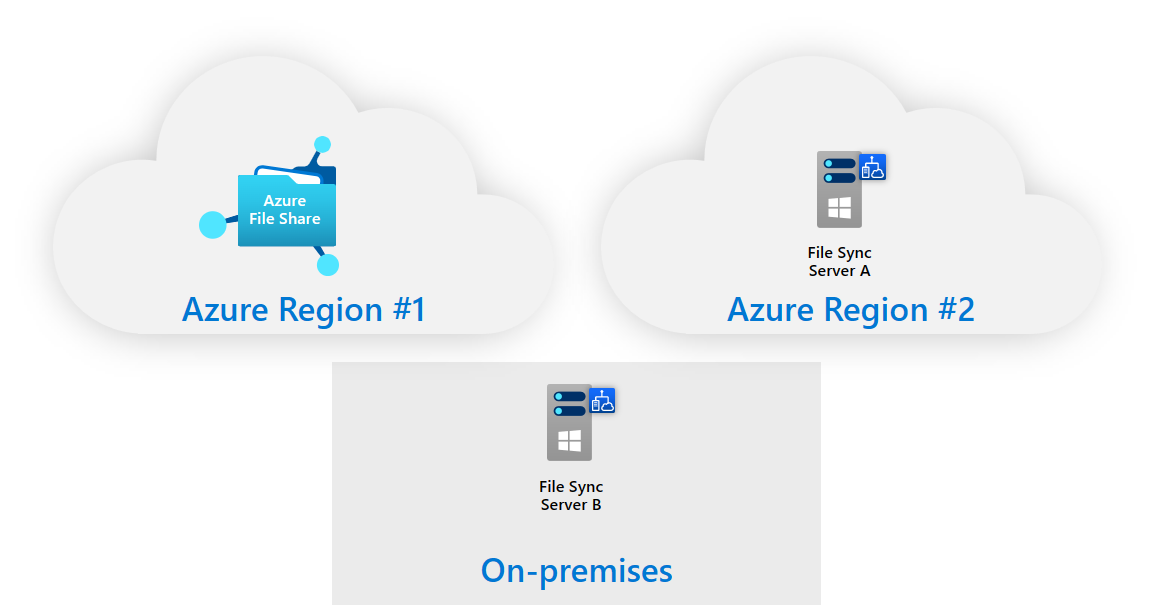 Azure
File Share
Azure Region #1
File Sync
Server A
Azure Region #2
File Sync
Server B
On-premises